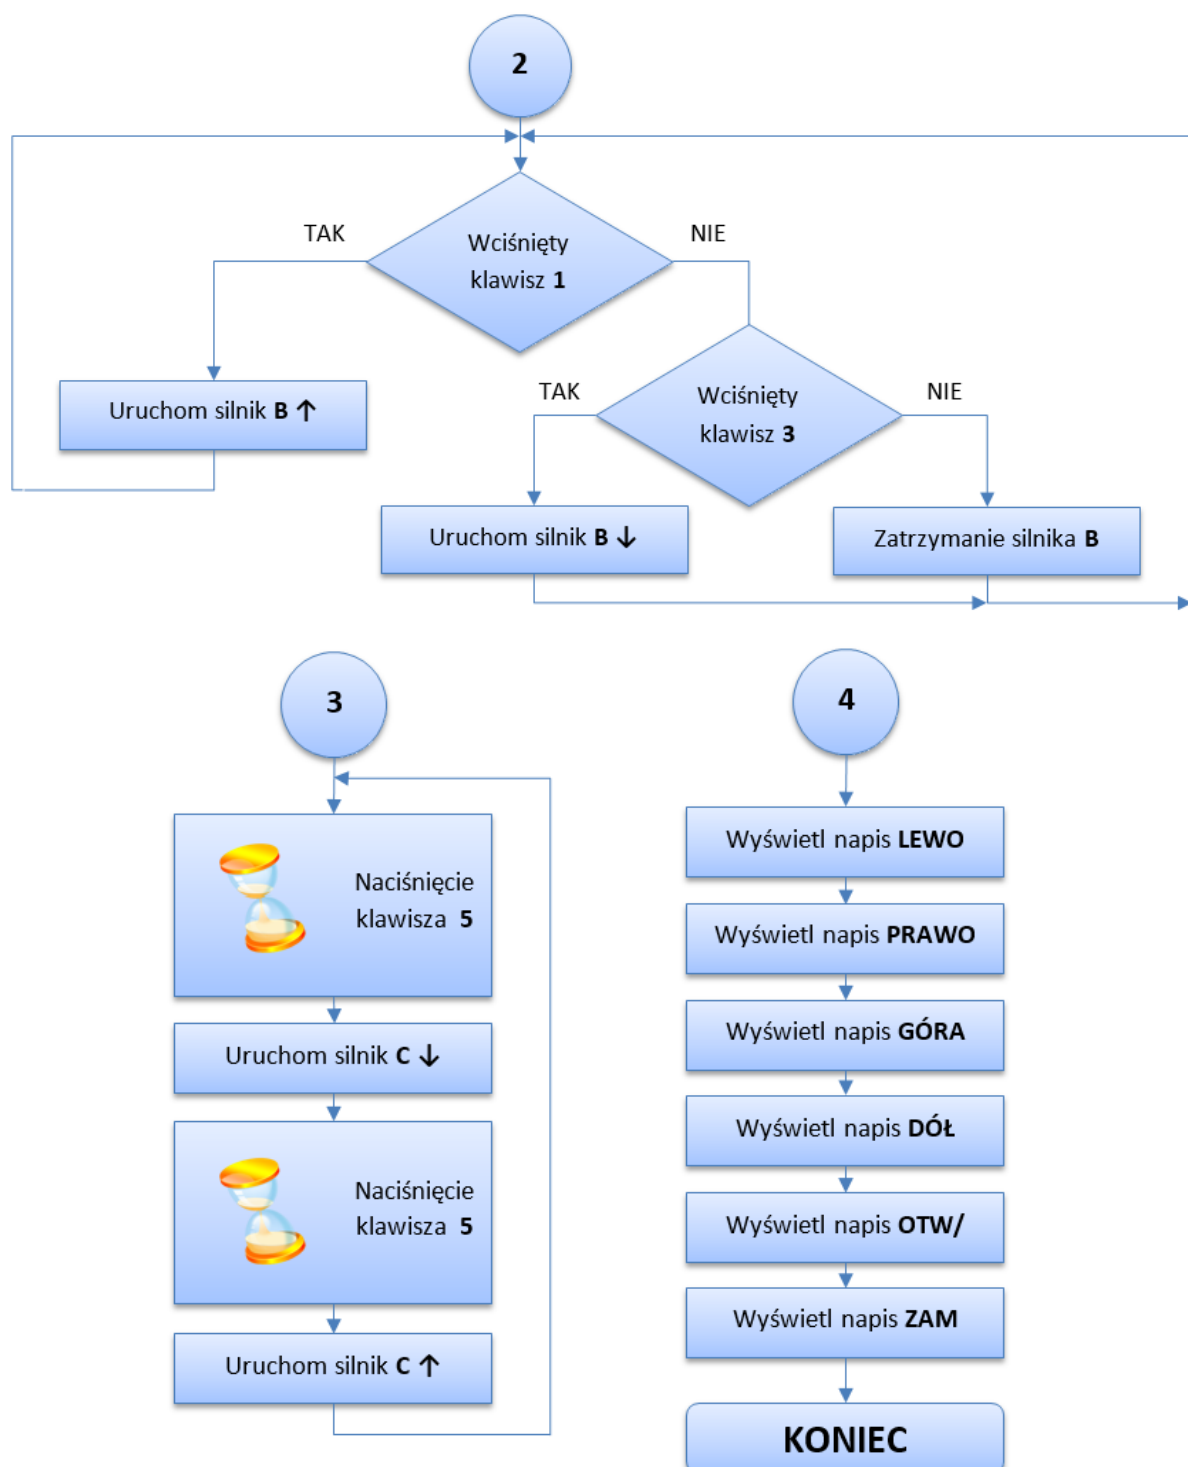 2
TAK
NIE
Wciśnięty
klawisz 1
Uruchom silnik B ↑
TAK
NIE
Wciśnięty
klawisz 3
Uruchom silnik B ↓
Zatrzymanie silnika B
3
Naciśnięcie
klawisza 5
Uruchom silnik C ↓
Naciśnięcie
klawisza 5
Uruchom silnik C ↑
4
Wyświetl napis LEWO
Wyświetl napis PRAWO
Wyświetl napis GÓRA
Wyświetl napis DÓŁ
Wyświetl napis OTW/
Wyświetl napis ZAM
KONIEC